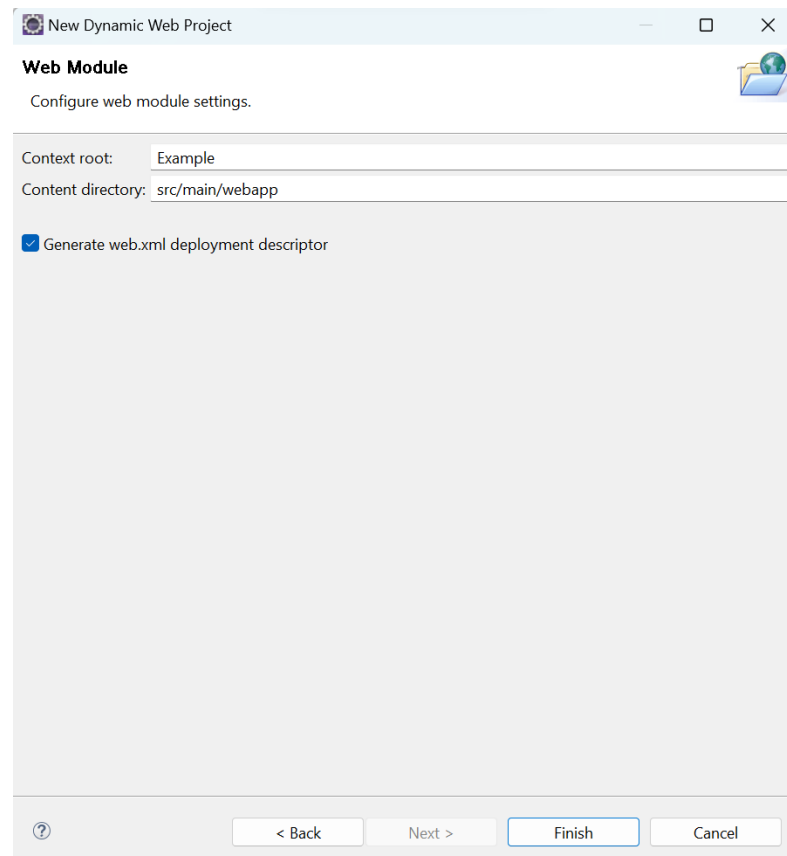 New Dynamic Web Project
Web Module
Configure web module settings.
Context root: Example
Content directory: src/main/webapp
Generate web.xml deployment descriptor
? < Back Next > Finish Cancel